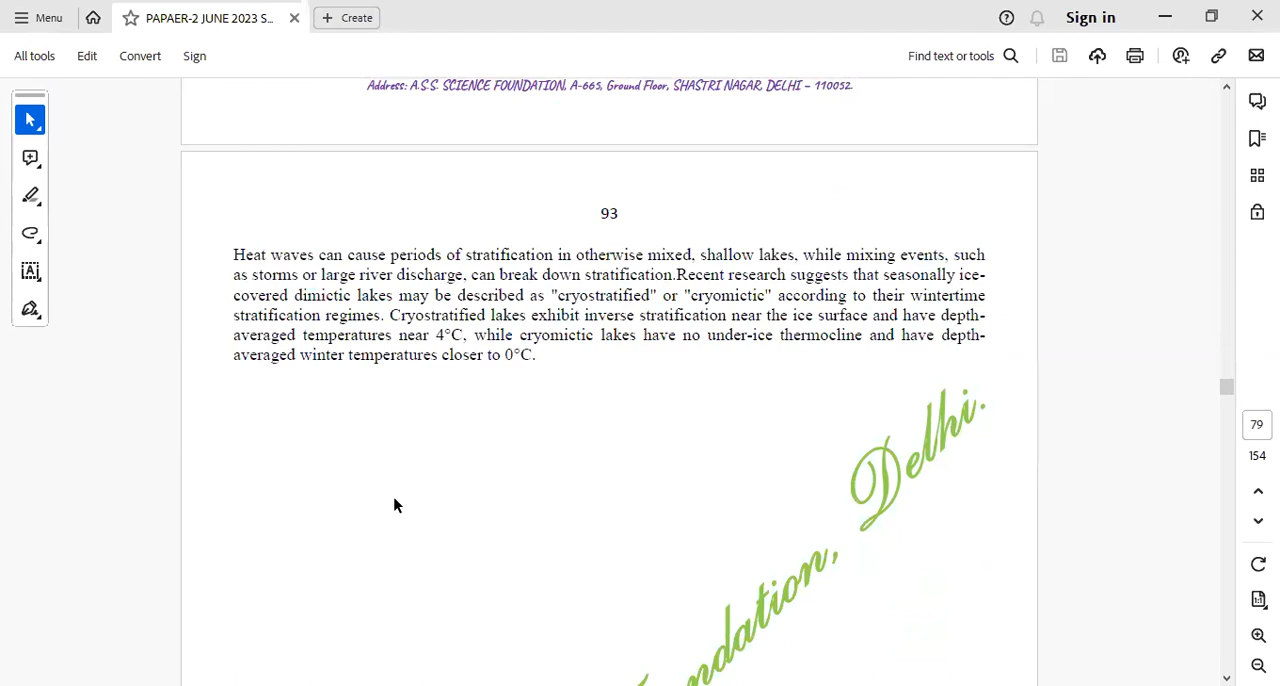 Menu
PAPAER-2 JUNE 2023 S...
Create
Sign in
All tools
Edit
Convert
Sign
Find text or tools
Address: A.S.S. SCIENCE FOUNDATION, A-665, Ground Floor, SHASTRI NAGAR, DELHI – 110052.
93
Heat waves can cause periods of stratification in otherwise mixed, shallow lakes, while mixing events, such
as storms or large river discharge, can break down stratification.Recent research suggests that seasonally ice-
covered dimictic lakes may be described as "cryostratified" or "cryomictic" according to their wintertime
stratification regimes. Cryostratified lakes exhibit inverse stratification near the ice surface and have depth-
averaged temperatures near 4°C, while cryomictic lakes have no under-ice thermocline and have depth-
averaged winter temperatures closer to 0°C.
ndation, Delhi.
79
154